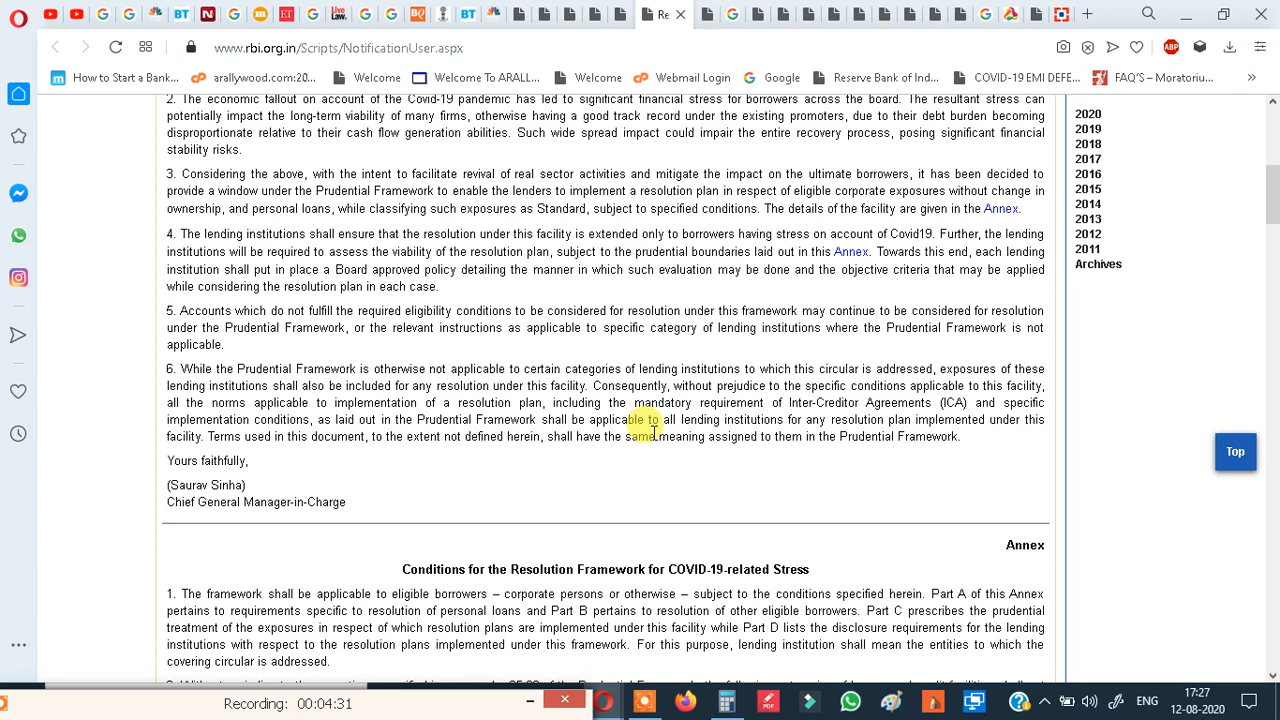 BT
N
ET
Live Law.
BQ
BT
Re
www.rbi.org.in/Scripts/NotificationUser.aspx
ABP
m How to Start a Bank...
cP arallywood.com:20...
Welcome
Welcome To ARALL...
Welcome
cP Webmail Login
G Google
Reserve Bank of Ind...
COVID-19 EMI DEFE...
FAQ'S – Moratoriu...
»
2. The economic fallout on account of the Covid-19 pandemic has led to significant financial stress for borrowers across the board. The resultant stress can
potentially impact the long-term viability of many firms, otherwise having a good track record under the existing promoters, due to their debt burden becoming
disproportionate relative to their cash flow generation abilities. Such wide spread impact could impair the entire recovery process, posing significant financial
stability risks.
3. Considering the above, with the intent to facilitate revival of real sector activities and mitigate the impact on the ultimate borrowers, it has been decided to
provide a window under the Prudential Framework to enable the lenders to implement a resolution plan in respect of eligible corporate exposures without change in
ownership, and personal loans, while classifying such exposures as Standard, subject to specified conditions. The details of the facility are given in the Annex.
4. The lending institutions shall ensure that the resolution under this facility is extended only to borrowers having stress on account of Covid19. Further, the lending
institutions will be required to assess the viability of the resolution plan, subject to the prudential boundaries laid out in this Annex. Towards this end, each lending
institution shall put in place a Board approved policy detailing the manner in which such evaluation may be done and the objective criteria that may be applied
while considering the resolution plan in each case.
5. Accounts which do not fulfill the required eligibility conditions to be considered for resolution under this framework may continue to be considered for resolution
under the Prudential Framework, or the relevant instructions as applicable to specific category of lending institutions where the Prudential Framework is not
applicable.
6. While the Prudential Framework is otherwise not applicable to certain categories of lending institutions to which this circular is addressed, exposures of these
lending institutions shall also be included for any resolution under this facility. Consequently, without prejudice to the specific conditions applicable to this facility,
all the norms applicable to implementation of a resolution plan, including the mandatory requirement of Inter-Creditor Agreements (ICA) and specific
implementation conditions, as laid out in the Prudential Framework shall be applicable to all lending institutions for any resolution plan implemented under this
facility. Terms used in this document, to the extent not defined herein, shall have the same meaning assigned to them in the Prudential Framework.
Yours faithfully,
(Saurav Sinha)
Chief General Manager-in-Charge
Annex
Conditions for the Resolution Framework for COVID-19-related Stress
1. The framework shall be applicable to eligible borrowers – corporate persons or otherwise – subject to the conditions specified herein. Part A of this Annex
pertains to requirements specific to resolution of personal loans and Part B pertains to resolution of other eligible borrowers. Part C prescribes the prudential
treatment of the exposures in respect of which resolution plans are implemented under this facility while Part D lists the disclosure requirements for the lending
institutions with respect to the resolution plans implemented under this framework. For this purpose, lending institution shall mean the entities to which the
covering circular is addressed.
2020
2019
2018
2017
2016
2015
2014
2013
2012
2011
Archives
Top
Recording: 00:04:31
PDF
ENG
17:27
12-08-2020